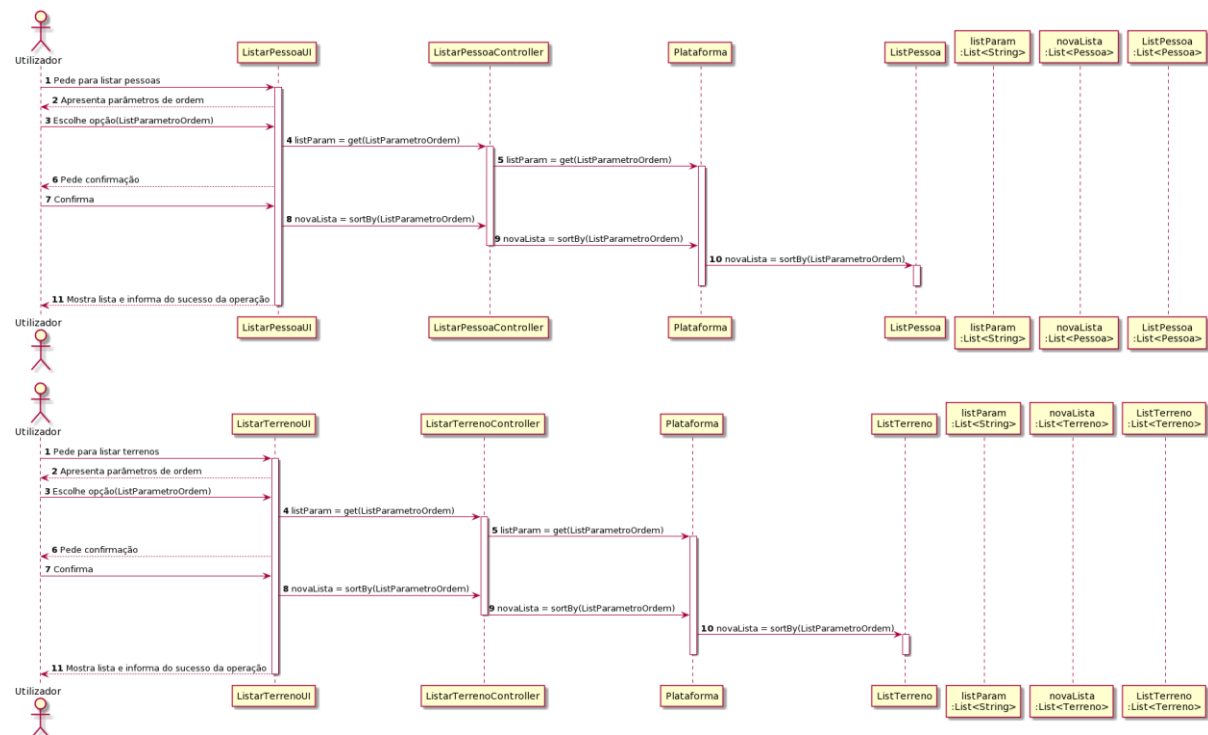 Utilizador
ListarPessoaUI
ListarPessoaController
Plataforma
ListPessoa
listParam
:List<String>
novaLista
:List<Pessoa>
ListPessoa
:List<Pessoa>
1 Pede para listar pessoas
2 Apresenta parâmetros de ordem
3 Escolhe opção(ListParametroOrdem)
4 listParam = get(ListParametroOrdem)
5 listParam = get(ListParametroOrdem)
6 Pede confirmação
7 Confirma
8 novaLista = sortBy(ListParametroOrdem)
9 novaLista = sortBy(ListParametroOrdem)
10 novaLista = sortBy(ListParametroOrdem)
11 Mostra lista e informa do sucesso da operação
Utilizador
ListarPessoaUI
ListarPessoaController
Plataforma
ListPessoa
listParam
:List<String>
novaLista
:List<Pessoa>
ListPessoa
:List<Pessoa>
Utilizador
ListarTerrenoUI
ListarTerrenoController
Plataforma
ListTerreno
listParam
:List<String>
novaLista
:List<Terreno>
ListTerreno
:List<Terreno>
1 Pede para listar terrenos
2 Apresenta parâmetros de ordem
3 Escolhe opção(ListParametroOrdem)
4 listParam = get(ListParametroOrdem)
5 listParam = get(ListParametroOrdem)
6 Pede confirmação
7 Confirma
8 novaLista = sortBy(ListParametroOrdem)
9 novaLista = sortBy(ListParametroOrdem)
10 novaLista = sortBy(ListParametroOrdem)
11 Mostra lista e informa do sucesso da operação
Utilizador
ListarTerrenoUI
ListarTerrenoController
Plataforma
ListTerreno
listParam
:List<String>
novaLista
:List<Terreno>
ListTerreno
:List<Terreno>